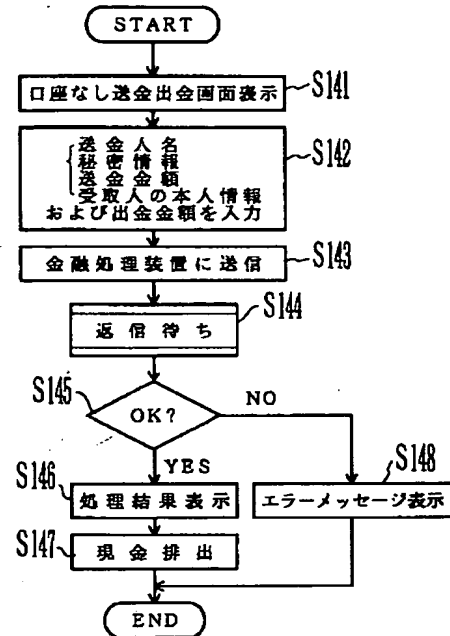 START
口座なし送金出金画面表示
S141
送金人名
秘密情報
送金金額
受取人の本人情報
および出金金額を入力
S142
金融処理装置に送信
S143
返信待ち
S144
S145
OK?
NO
YES
S146
処理結果表示
S148
エラーメッセージ表示
S147
現金排出
END